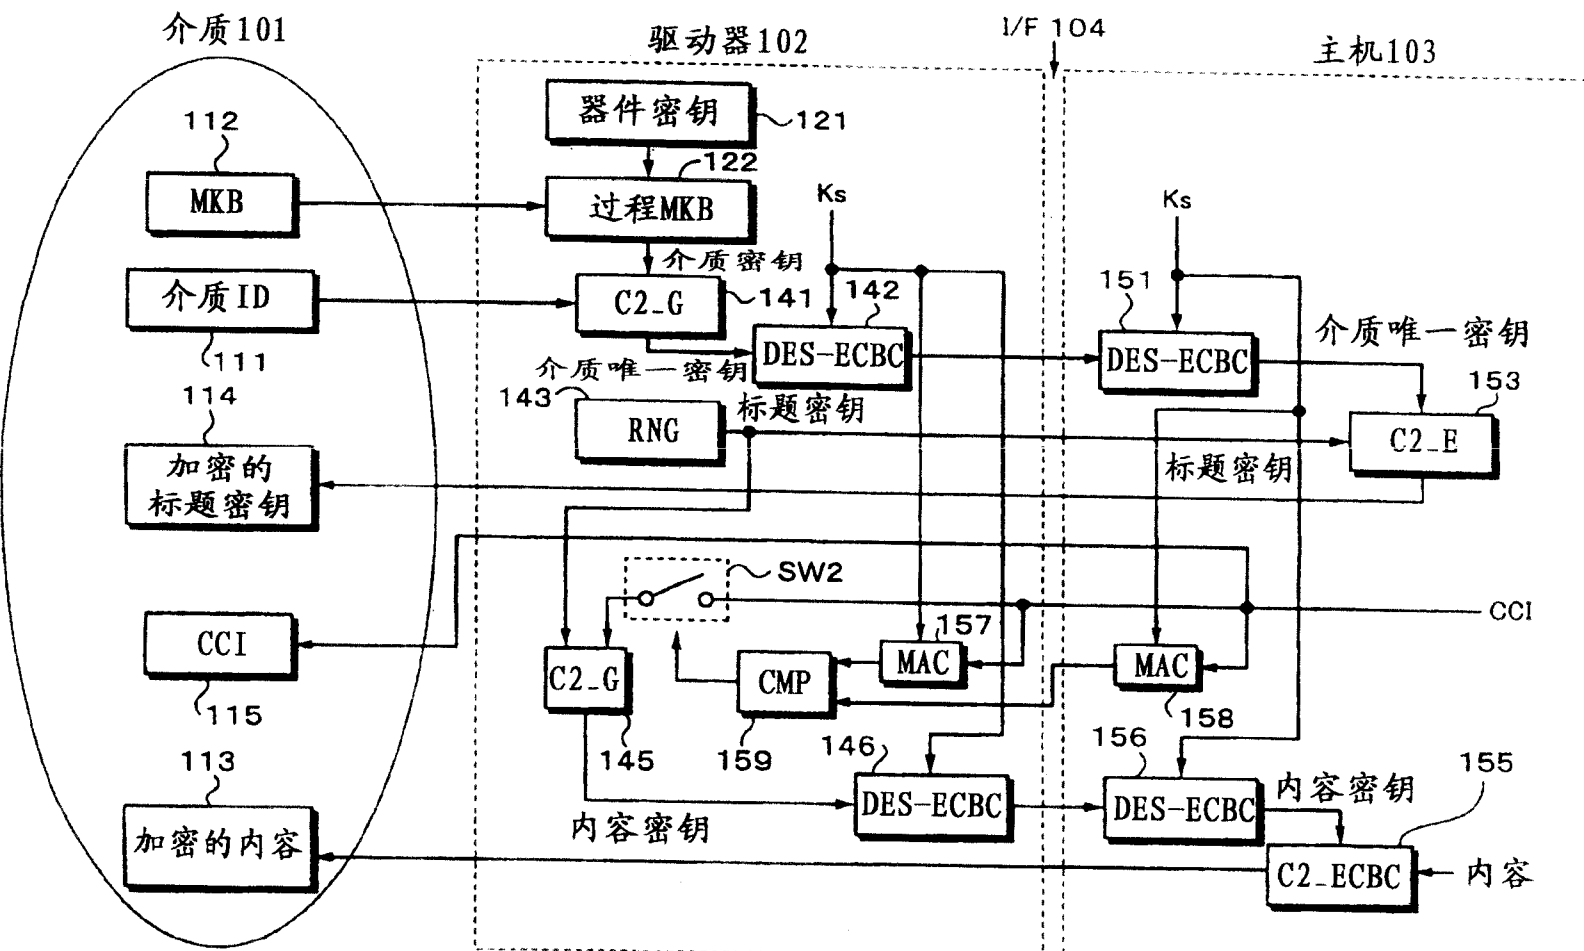 介质101
驱动器102
I/F 104
主机103
器件密钥
121
112
122
MKB
过程MKB
Ks
Ks
介质密钥
介质ID
C2_G
141
142
151
111
DES-ECBC
DES-ECBC
介质唯一密钥
介质唯一密钥
114
143
标题密钥
153
RNG
C2_E
加密的
标题密钥
标题密钥
SW2
CCI
CCI
157
MAC
MAC
C2_G
CMP
115
145
159
158
146
156
155
113
DES-ECBC
DES-ECBC
内容密钥
内容密钥
加密的内容
C2_ECBC
内容